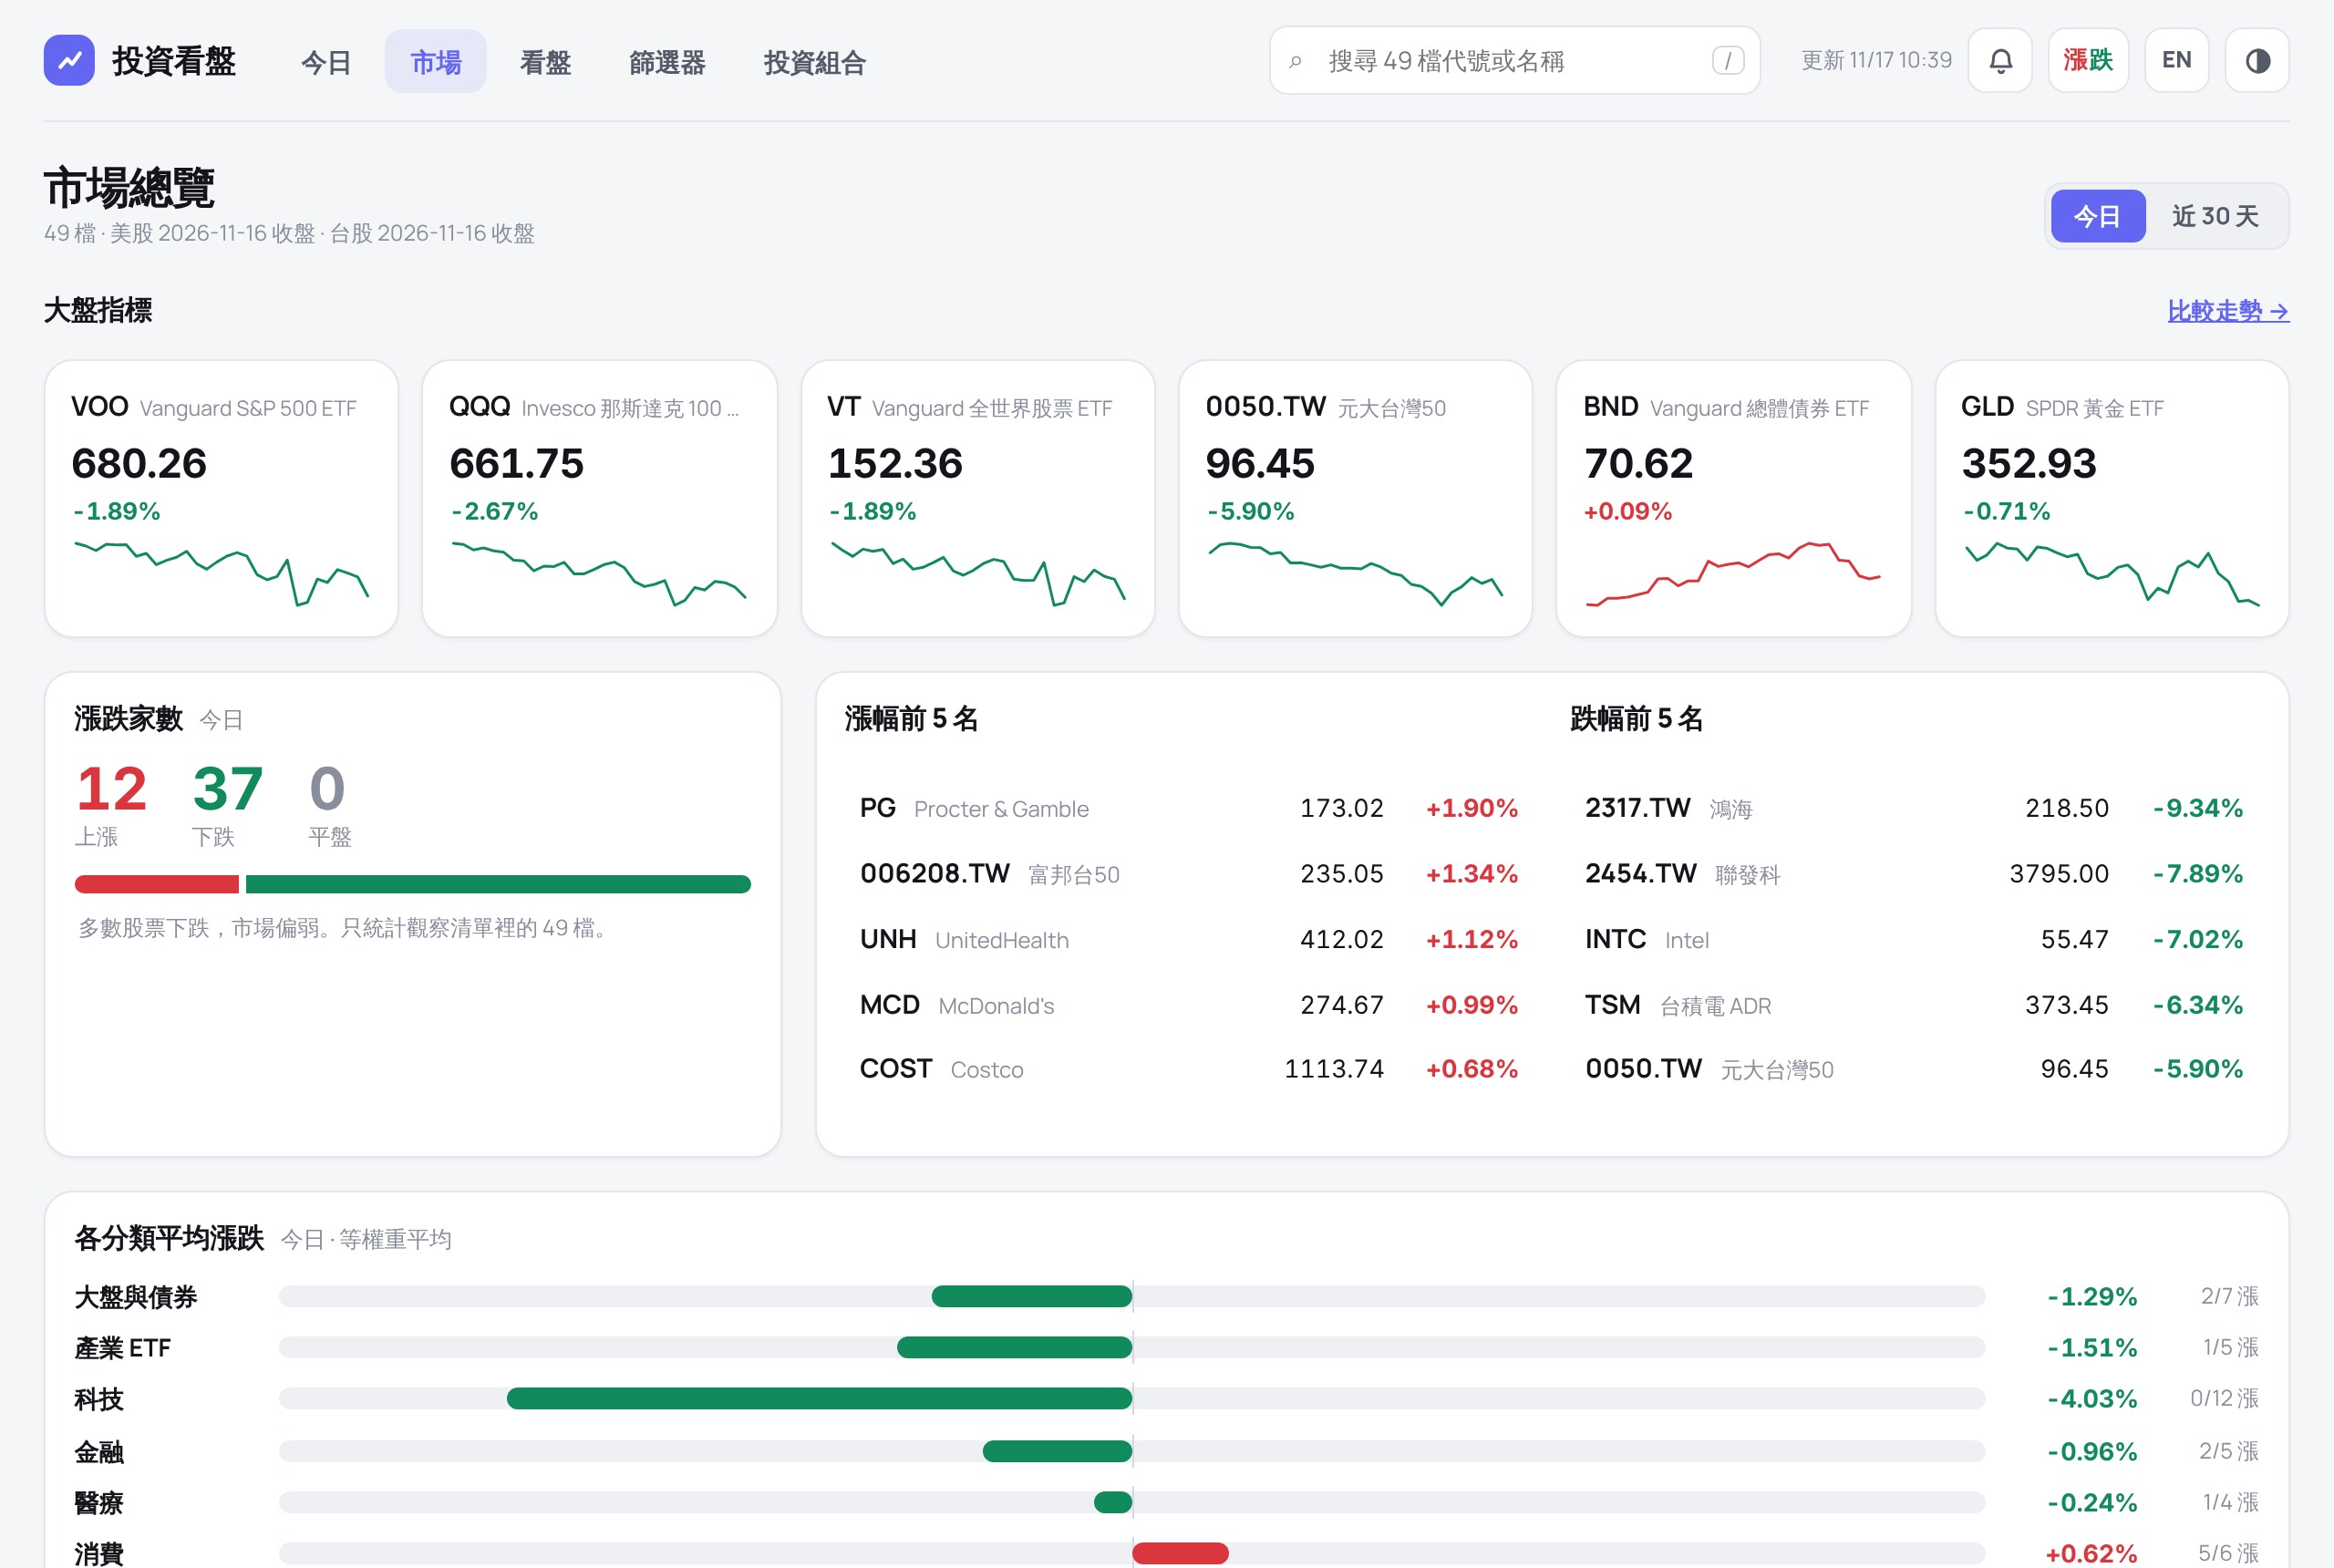 投資看盤 今日 市場 看盤 篩選器 投資組合 搜尋 49 檔代號或名稱 / 更新 11/17 10:39 漲跌 EN
市場總覽
49 檔 · 美股 2026-11-16 收盤 · 台股 2026-11-16 收盤
今日 近 30 天
大盤指標 比較走勢 →
VOO Vanguard S&P 500 ETF
680.26
-1.89%
QQQ Invesco 那斯達克 100 ...
661.75
-2.67%
VT Vanguard 全世界股票 ETF
152.36
-1.89%
0050.TW 元大台灣50
96.45
-5.90%
BND Vanguard 總體債券 ETF
70.62
+0.09%
GLD SPDR 黃金 ETF
352.93
-0.71%
漲跌家數 今日
12 37 0
上漲 下跌 平盤
多數股票下跌，市場偏弱。只統計觀察清單裡的 49 檔。
漲幅前 5 名
PG Procter & Gamble 173.02 +1.90%
006208.TW 富邦台50 235.05 +1.34%
UNH UnitedHealth 412.02 +1.12%
MCD McDonald's 274.67 +0.99%
COST Costco 1113.74 +0.68%
跌幅前 5 名
2317.TW 鴻海 218.50 -9.34%
2454.TW 聯發科 3795.00 -7.89%
INTC Intel 55.47 -7.02%
TSM 台積電 ADR 373.45 -6.34%
0050.TW 元大台灣50 96.45 -5.90%
各分類平均漲跌 今日 · 等權重平均
大盤與債券 -1.29% 2/7 漲
產業 ETF -1.51% 1/5 漲
科技 -4.03% 0/12 漲
金融 -0.96% 2/5 漲
醫療 -0.24% 1/4 漲
消費 +0.62% 5/6 漲